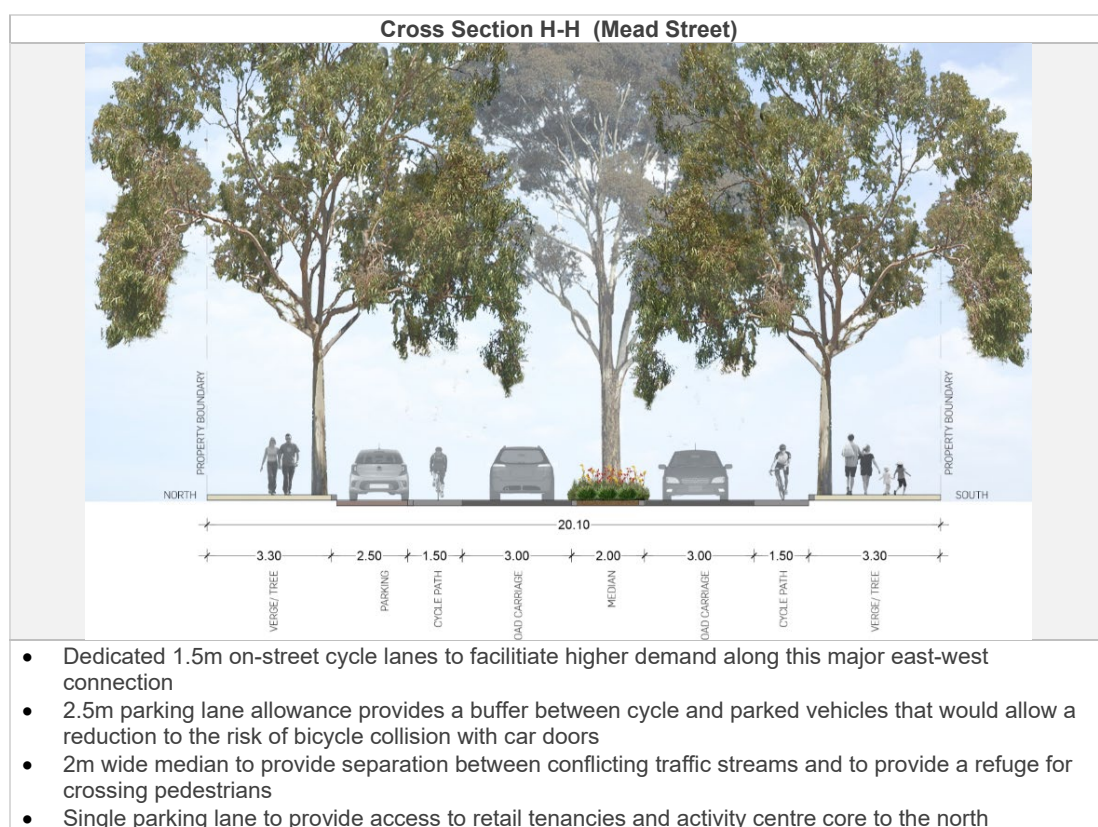 Cross Section H-H (Mead Street)
PROPERTY BOUNDARY
PROPERTY BOUNDARY
NORTH
SOUTH
20.10
3.30 2.50 1.50 3.00 2.00 3.00 1.50 3.30
VERGE/ TREE
PARKING
CYCLE PATH
OAD CARRIAGE
MEDIAN
OAD CARRIAGE
CYCLE PATH
VERGE/ TREE
• Dedicated 1.5m on-street cycle lanes to facilitiate higher demand along this major east-west
connection
• 2.5m parking lane allowance provides a buffer between cycle and parked vehicles that would allow a
reduction to the risk of bicycle collision with car doors
• 2m wide median to provide separation between conflicting traffic streams and to provide a refuge for
crossing pedestrians
• Single parking lane to provide access to retail tenancies and activity centre core to the north